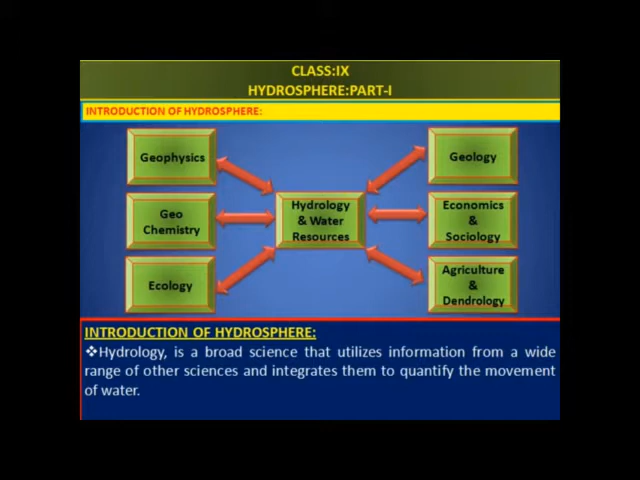 CLASS:IX
HYDROSPHERE:PART-I
INTRODUCTION OF HYDROSPHERE:
Geophysics
Geo
Chemistry
Ecology
Hydrology
& Water
Resources
Geology
Economics
&
Sociology
Agriculture
&
Dendrology
INTRODUCTION OF HYDROSPHERE:
❖Hydrology, is a broad science that utilizes information from a wide
range of other sciences and integrates them to quantify the movement
of water.